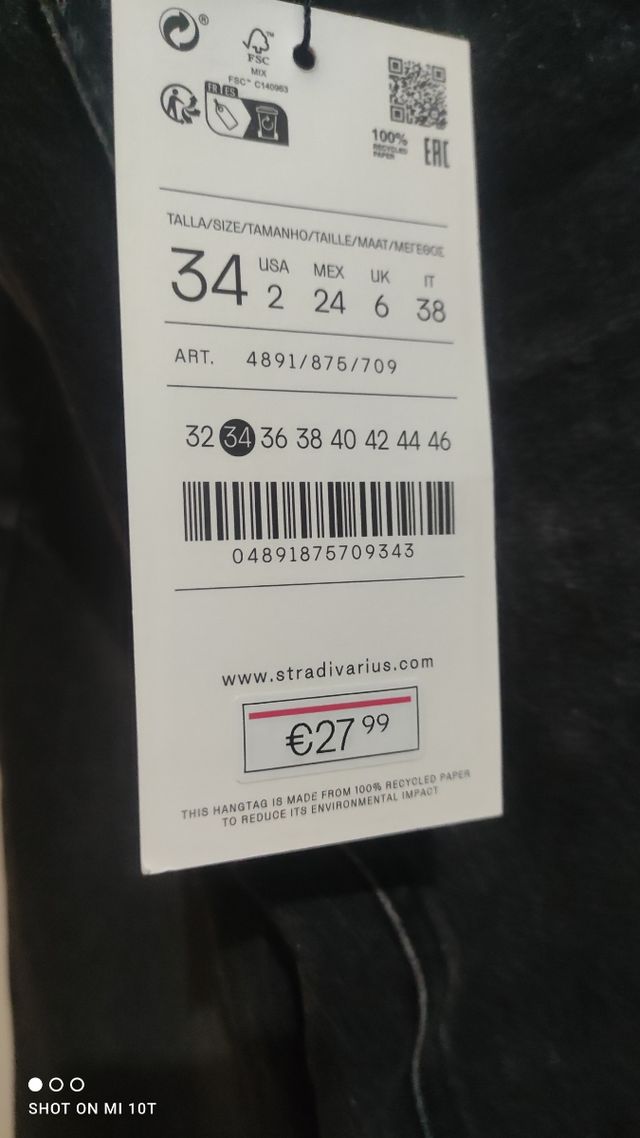 ®
FSC™
MIX
FSC™ C140963
FR ES
100%
RECYCLED
PAPER
EAC
TALLA/SIZE/TAMANHO/TAILLE/MAAT/ΜΕΓΕΘΟΣ
34 USA 2 MEX 24 UK 6 IT 38
ART. 4891/875/709
32 34 36 38 40 42 44 46
04891875709343
www.stradivarius.com
€27 99
THIS HANGTAG IS MADE FROM 100% RECYCLED PAPER
TO REDUCE ITS ENVIRONMENTAL IMPACT
SHOT ON MI 10T